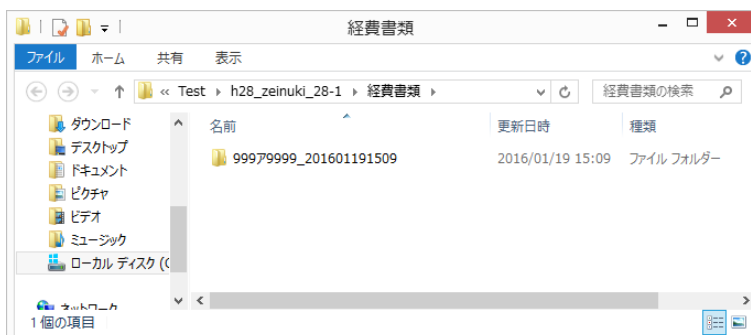 経費書類
ファイル ホーム 共有 表示
« Test h28_zeinuki_28-1 経費書類 経費書類の検索
名前 更新日時 種類
ダウンロード
デスクトップ
ドキュメント
ピクチャ
ビデオ
ミュージック
ローカル ディスク (C
ネットワーク
999ｱ9999_201601191509 2016/01/19 15:09 ファイル フォルダー
1 個の項目